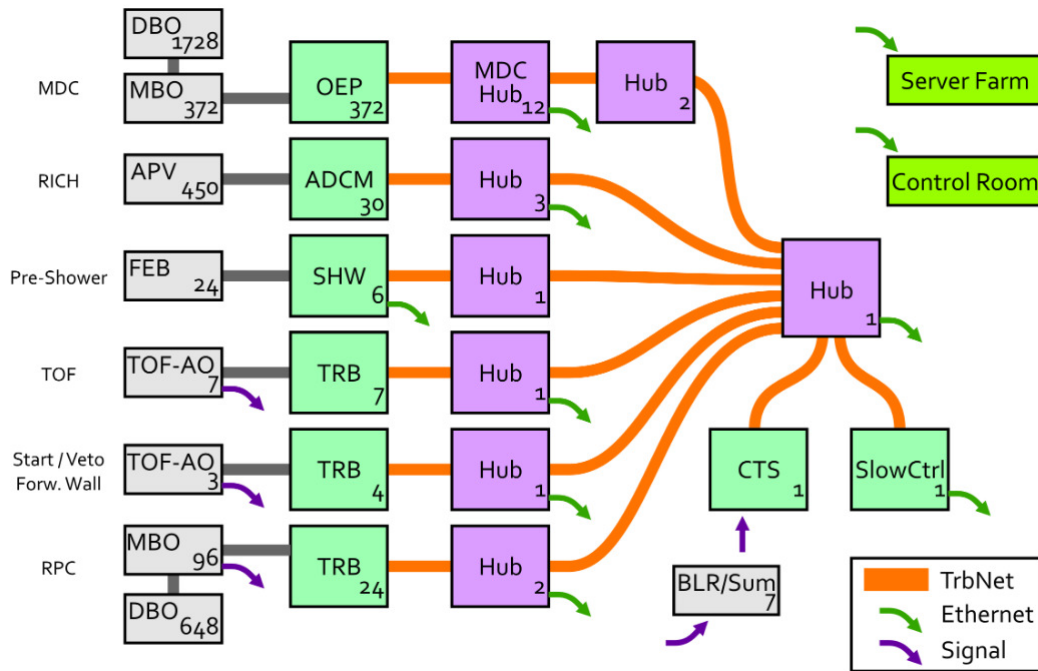 DBO
1728
MDC
MBO
372
OEP
372
MDC
Hub
12
Hub
2
Server Farm
RICH
APV
450
ADCM
30
Hub
3
Control Room
Pre-Shower
FEB
24
SHW
6
Hub
1
Hub
1
TOF
TOF-AO
7
TRB
7
Hub
1
Start / Veto
Forw. Wall
TOF-AO
3
TRB
4
Hub
1
CTS
1
SlowCtrl
1
RPC
MBO
96
DBO
648
TRB
24
Hub
2
BLR/Sum
7
TrbNet
Ethernet
Signal